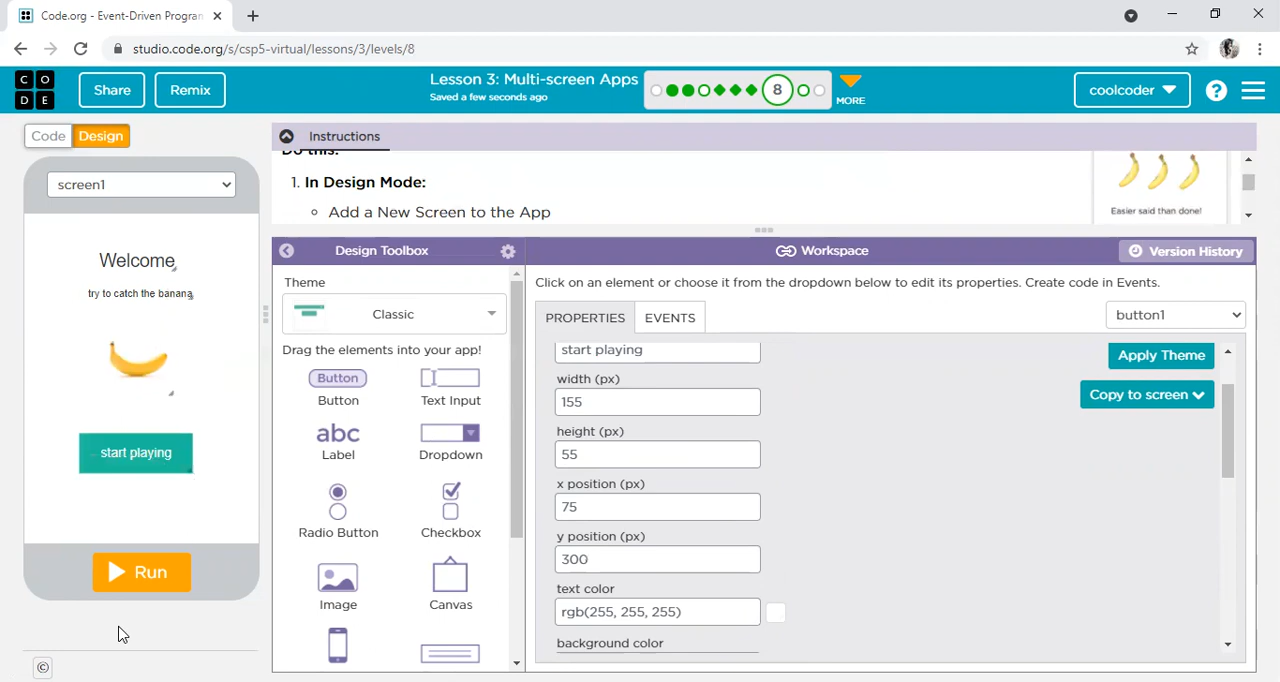 Code.org - Event-Driven Progran
studio.code.org/s/csp5-virtual/lessons/3/levels/8
C O
D E
Share
Remix
Lesson 3: Multi-screen Apps
Saved a few seconds ago
8
MORE
coolcoder
?
Code
Design
Instructions
Do this:
1. In Design Mode:
Add a New Screen to the App
Easier said than done!
screen1
Welcome
try to catch the banana
start playing
Run
Design Toolbox
Workspace
Version History
Theme
Classic
Drag the elements into your app!
Button
Button
Text Input
abc
Label
Dropdown
Radio Button
Checkbox
Image
Canvas
Click on an element or choose it from the dropdown below to edit its properties. Create code in Events.
PROPERTIES
EVENTS
button1
start playing
Apply Theme
Copy to screen
width (px)
155
height (px)
55
x position (px)
75
y position (px)
300
text color
rgb(255, 255, 255)
background color
©